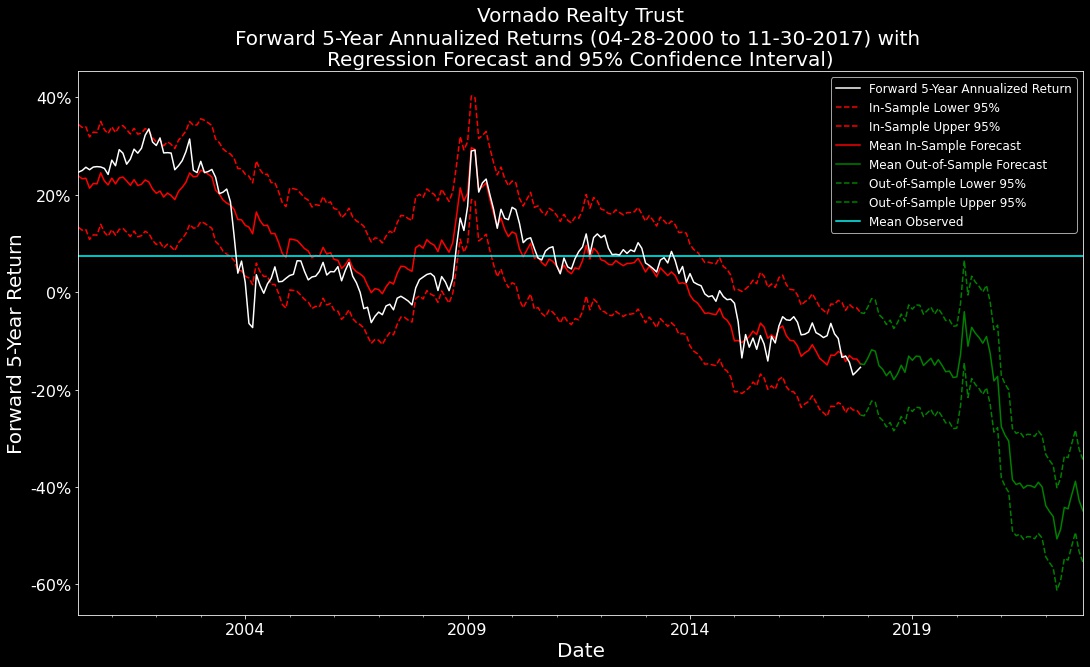 Vornado Realty Trust
Forward 5-Year Annualized Returns (04-28-2000 to 11-30-2017) with
Regression Forecast and 95% Confidence Interval)
Forward 5-Year Annualized Return
In-Sample Lower 95%
In-Sample Upper 95%
Mean In-Sample Forecast
Mean Out-of-Sample Forecast
Out-of-Sample Lower 95%
Out-of-Sample Upper 95%
Mean Observed
Forward 5-Year Return
40%
20%
0%
-20%
-40%
-60%
2004
2009
2014
2019
Date